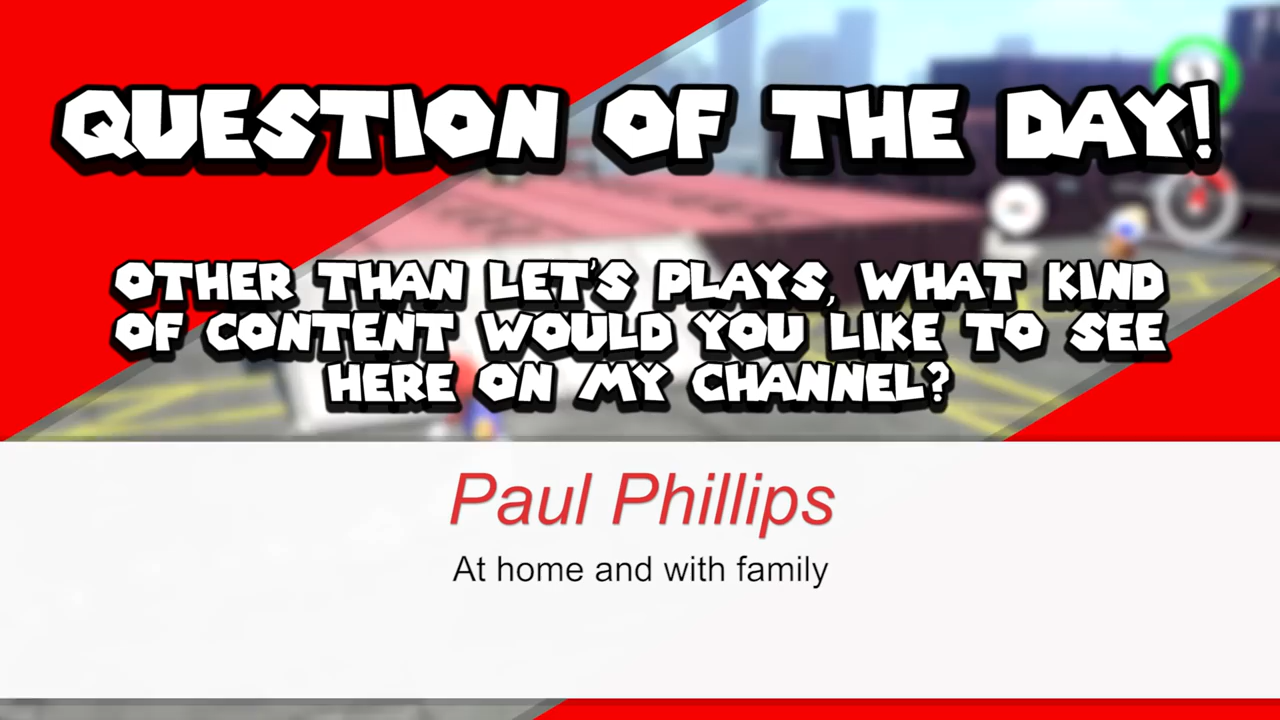 QUESTION OF THE DAY!
OTHER THAN LET'S PLAYS, WHAT KIND
OF CONTENT WOULD YOU LIKE TO SEE
HERE ON MY CHANNEL?
Paul Phillips
At home and with family